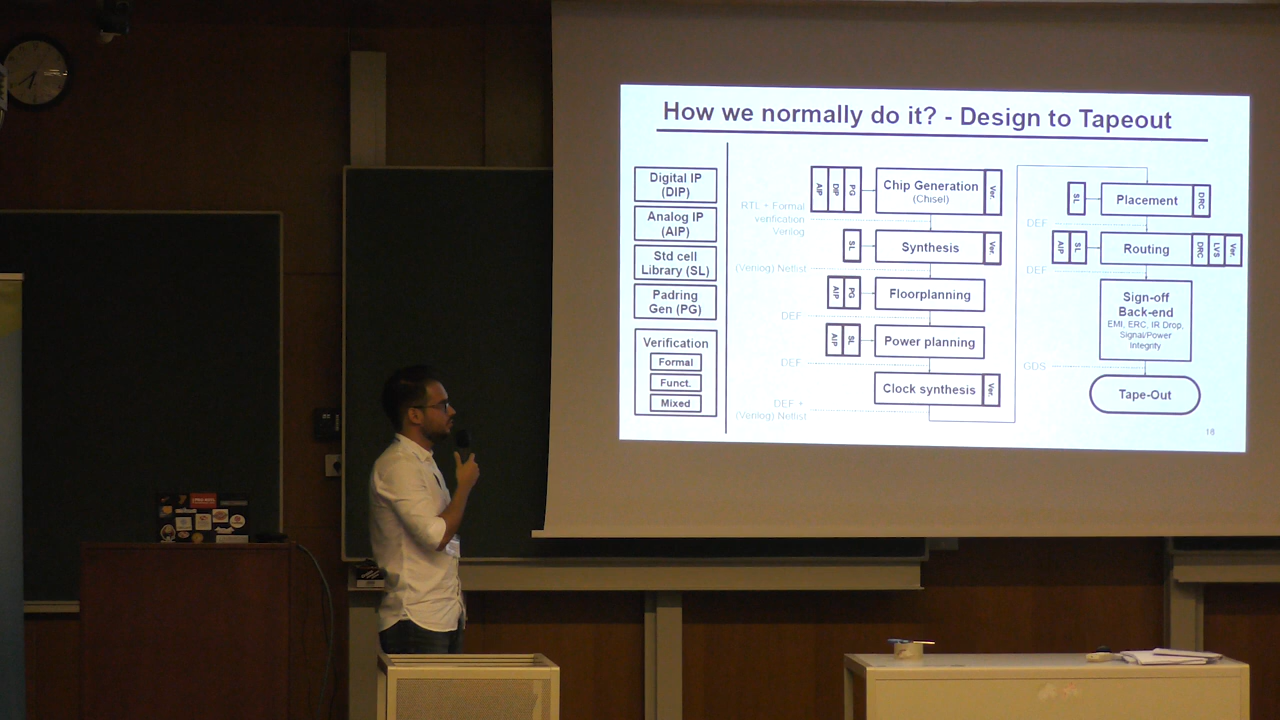 How we normally do it? - Design to Tapeout
Digital IP
(DIP)
Analog IP
(AIP)
Std cell
Library (SL)
Padring
Gen (PG)
Verification
Formal
Funct.
Mixed
AIP
DIP
PG
Chip Generation
(Chisel)
Ver.
RTL + Formal
verification
Verilog
SL
Synthesis
Ver.
(Verilog) Netlist
AIP
PG
Floorplanning
DEF
AIP
SL
Power planning
DEF
Clock synthesis
Ver.
DEF +
(Verilog) Netlist
SL
Placement
DRC
DEF
AIP
SL
Routing
DRC
LVS
Ver.
DEF
Sign-off
Back-end
EMI, ERC, IR Drop,
Signal/Power
Integrity
GDS
Tape-Out
18